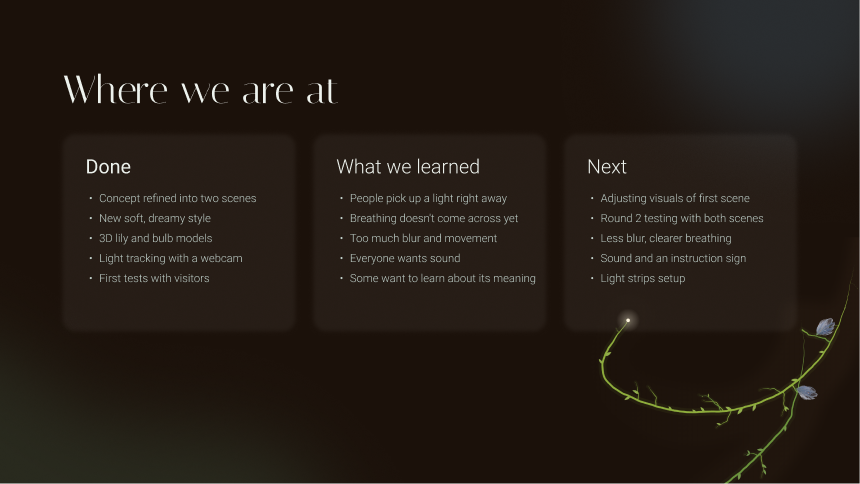 Where we are at
Done
• Concept refined into two scenes
• New soft, dreamy style
• 3D lily and bulb models
• Light tracking with a webcam
• First tests with visitors
What we learned
• People pick up a light right away
• Breathing doesn't come across yet
• Too much blur and movement
• Everyone wants sound
• Some want to learn about its meaning
Next
• Adjusting visuals of first scene
• Round 2 testing with both scenes
• Less blur, clearer breathing
• Sound and an instruction sign
• Light strips setup